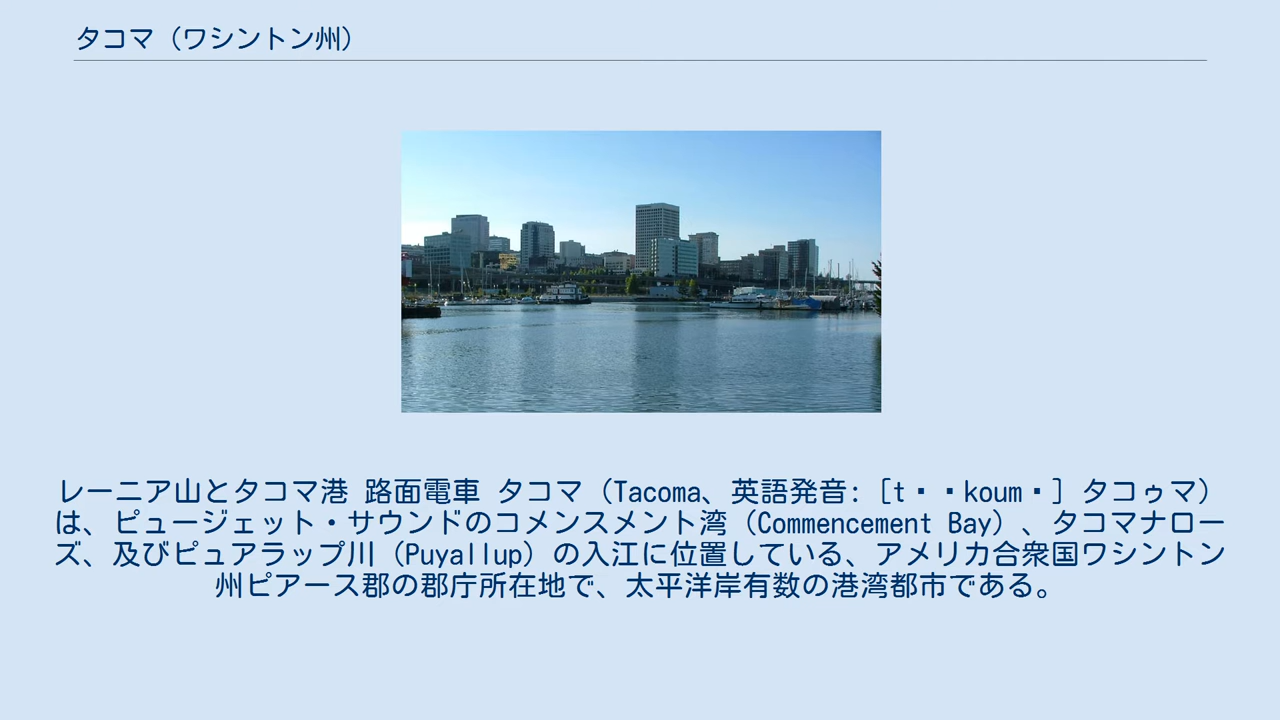 タコマ（ワシントン州）
レーニア山とタコマ港 路面電車 タコマ（Tacoma、英語発音:［t・・koum・］タコゥマ）
は、ピュージェット・サウンドのコメンスメント湾（Commencement Bay）、タコマナロー
ズ、及びピュアラップ川（Puyallup）の入江に位置している、アメリカ合衆国ワシントン
州ピアース郡の郡庁所在地で、太平洋岸有数の港湾都市である。